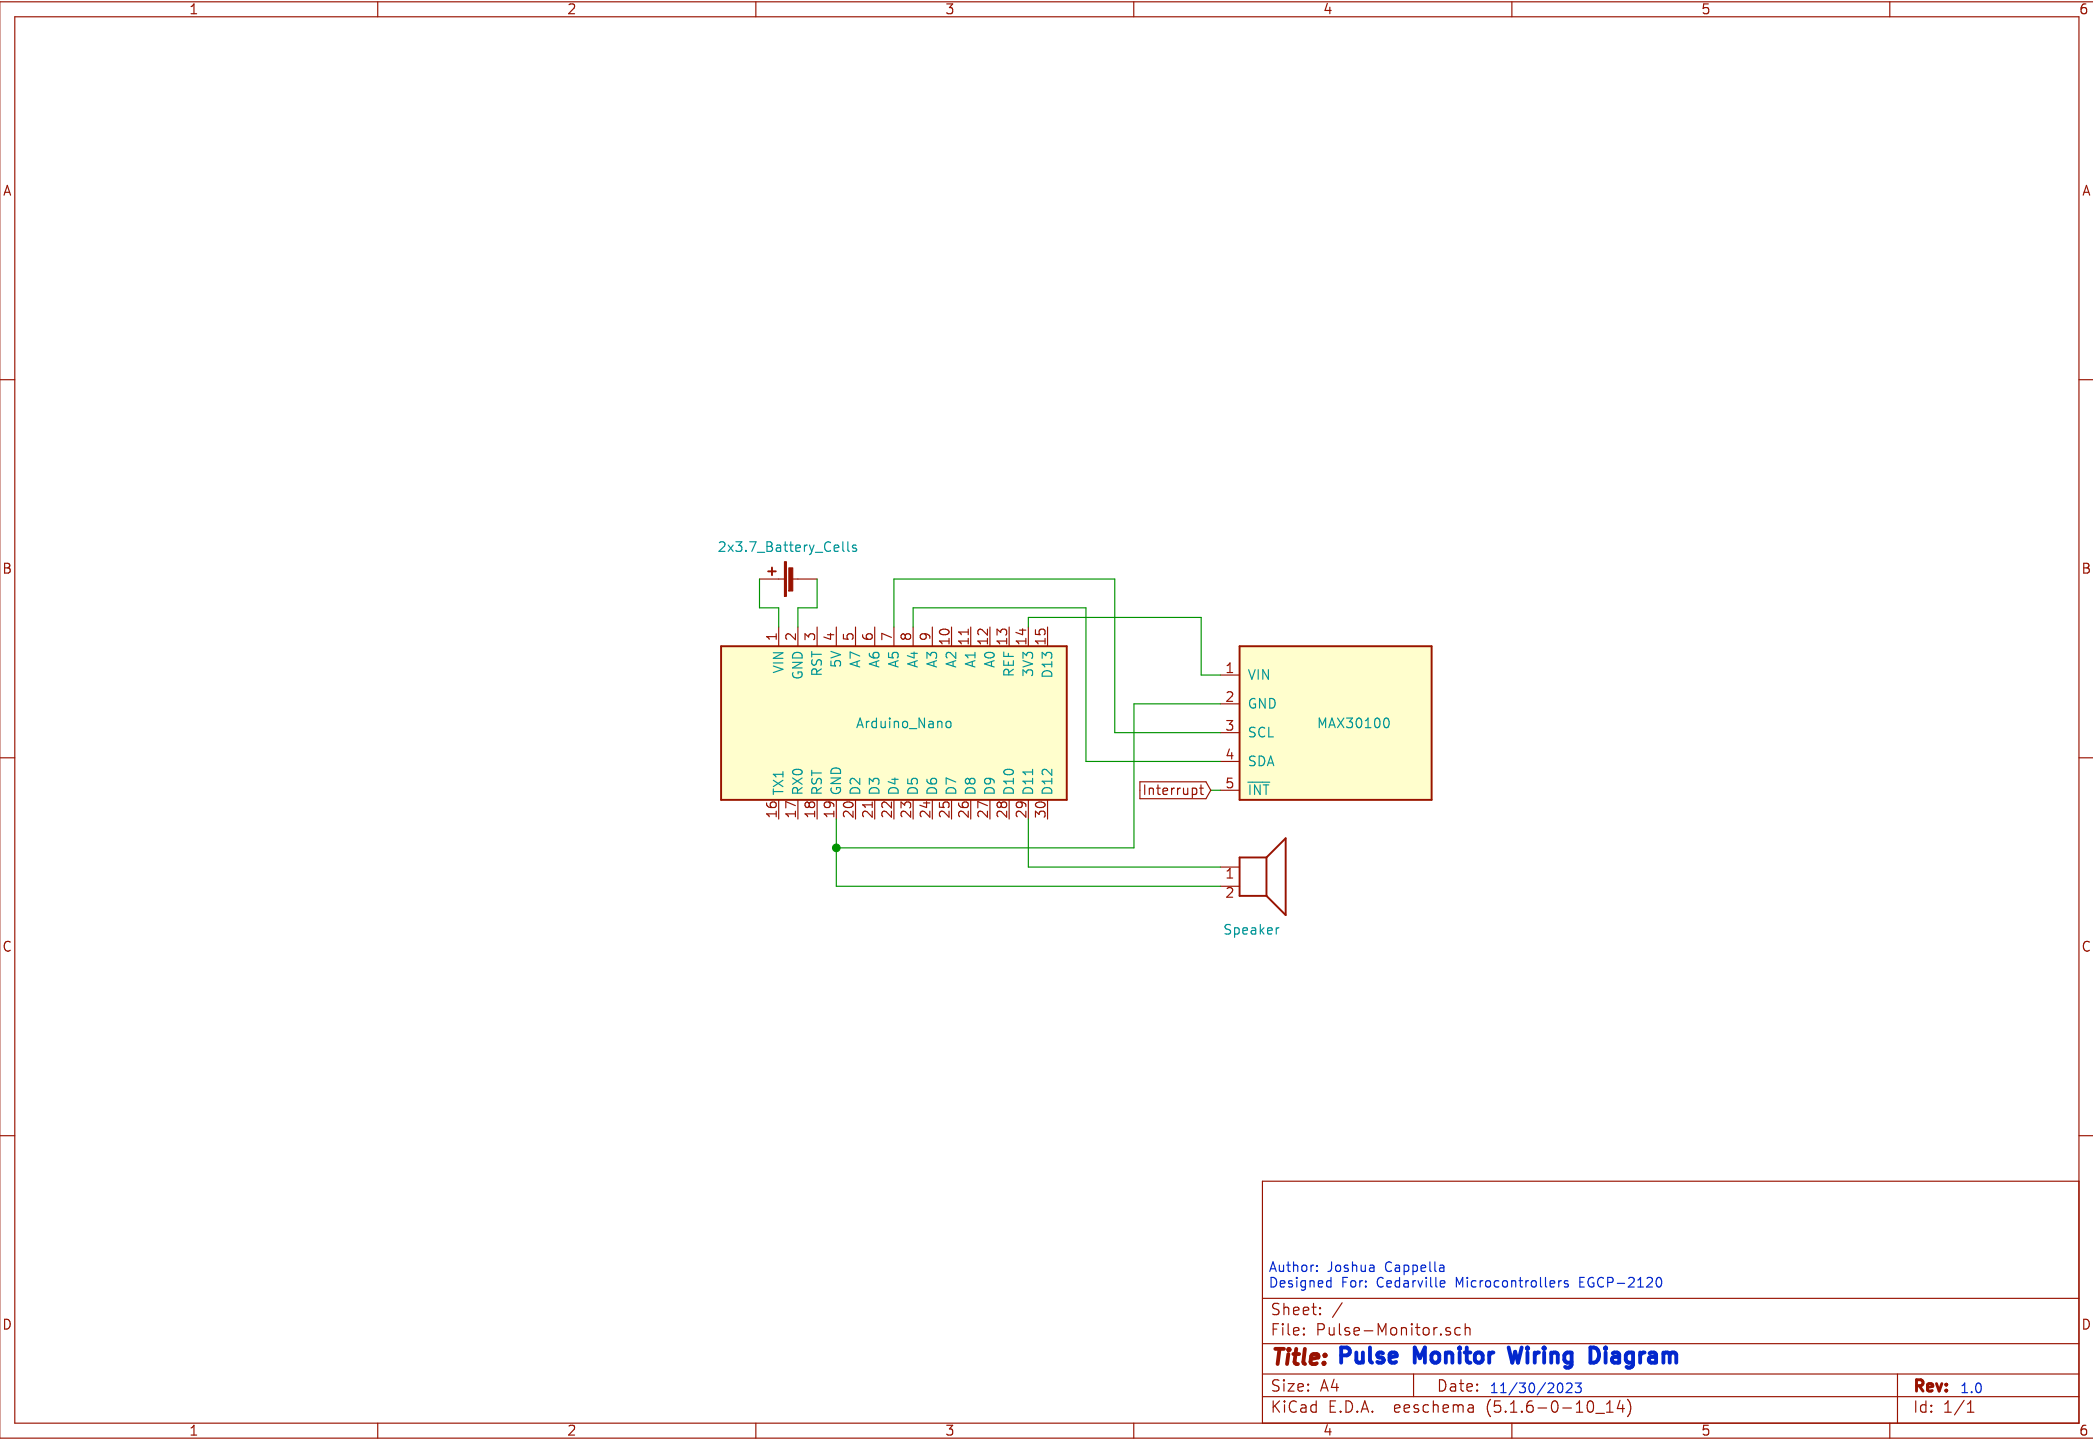 1 2 3 4 5 6
A A
2x3.7_Battery_Cells
B B
+
1 2 3 4 5 6 7 8 9 10 11 12 13 14 15
VIN GND RST 5V A7 A6 A5 A4 A3 A2 A1 A0 REF 3V3 D13
Arduino_Nano
TX1 RX0 RST GND D2 D3 D4 D5 D6 D7 D8 D9 D10 D11 D12
16 17 18 19 20 21 22 23 24 25 26 27 28 29 30
1 VIN
2 GND
MAX30100
3 SCL
4 SDA
Interrupt 5 INT
1
2
Speaker
C C
Author: Joshua Cappella
Designed For: Cedarville Microcontrollers EGCP-2120
Sheet: /
D D
File: Pulse-Monitor.sch
Title: Pulse Monitor Wiring Diagram
Size: A4 Date: 11/30/2023 Rev: 1.0
KiCad E.D.A. eeschema (5.1.6-0-10_14) Id: 1/1
1 2 3 4 5 6